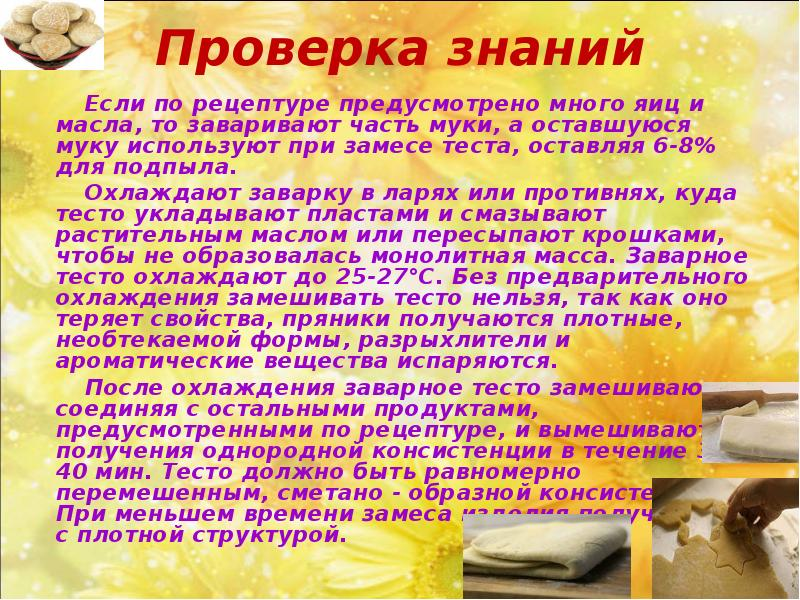 Проверка знаний
Если по рецептуре предусмотрено много яиц и
масла, то заваривают часть муки, а оставшуюся
муку используют при замесе теста, оставляя 6-8%
для подпыла.
Охлаждают заварку в ларях или противнях, куда
тесто укладывают пластами и смазывают
растительным маслом или пересыпают крошками,
чтобы не образовалась монолитная масса. Заварное
тесто охлаждают до 25-27°С. Без предварительного
охлаждения замешивать тесто нельзя, так как оно
теряет свойства, пряники получаются плотные,
необтекаемой формы, разрыхлители и
ароматические вещества испаряются.
После охлаждения заварное тесто замешиваю
соединяя с остальными продуктами,
предусмотренными по рецептуре, и вымешивают
получения однородной консистенции в течение
40 мин. Тесто должно быть равномерно
перемешенным, сметано - образной консисте
При меньшем времени замеса изделия получ
с плотной структурой.